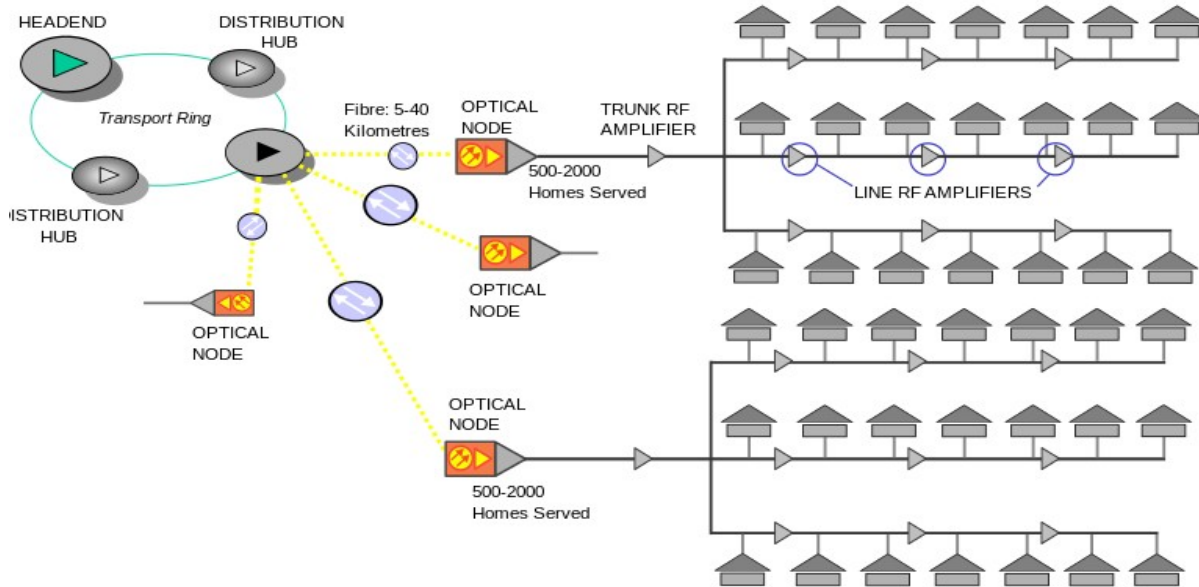 HEADEND
DISTRIBUTION
HUB
Transport Ring
Fibre: 5-40
Kilometres
OPTICAL
NODE
TRUNK RF
AMPLIFIER
500-2000
Homes Served
LINE RF AMPLIFIERS
ISTRIBUTION
HUB
OPTICAL
NODE
OPTICAL
NODE
OPTICAL
NODE
500-2000
Homes Served